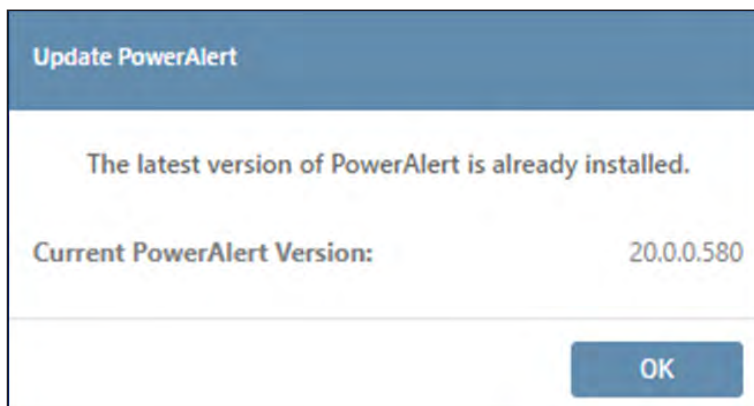 Update PowerAlert
The latest version of PowerAlert is already installed.
Current PowerAlert Version: 20.0.0.580
OK